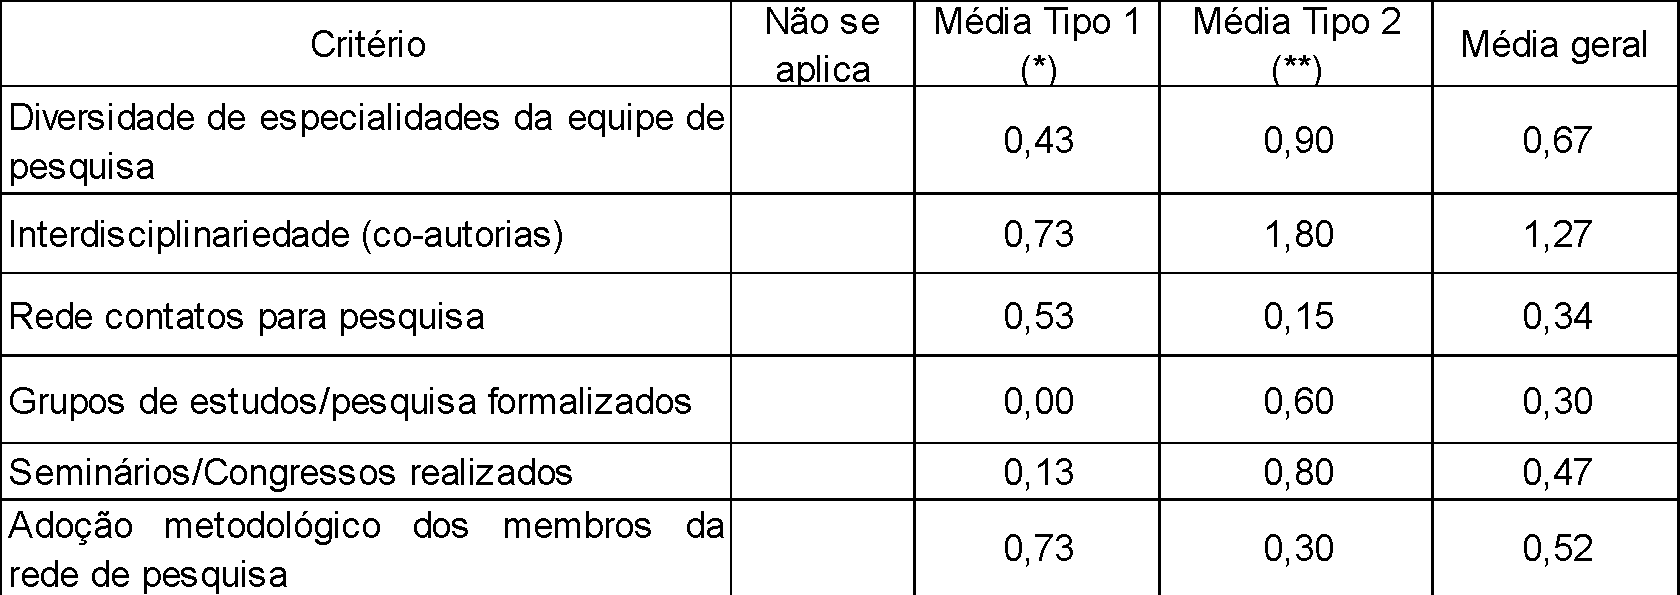 Critério
Não se
aplica
Média Tipo 1
(*)
Média Tipo 2
(**)
Média geral
Diversidade de especialidades da equipe de
pesquisa
0,43
0,90
0,67
Interdisciplinariedade (co-autorias)
0,73
1,80
1,27
Rede contatos para pesquisa
0,53
0,15
0,34
Grupos de estudos/pesquisa formalizados
0,00
0,60
0,30
Seminários/Congressos realizados
0,13
0,80
0,47
Adoção metodológico dos membros da
rede de pesquisa
0,73
0,30
0,52